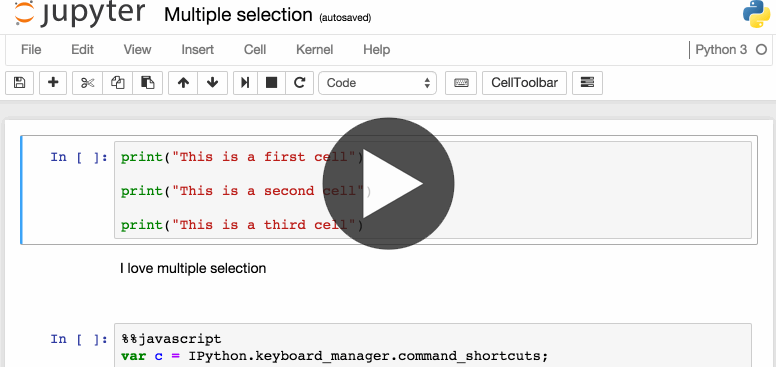 jupyter Multiple selection (autosaved)
File Edit View Insert Cell Kernel Help Python 3
Code CellToolbar
In [ ]: print("This is a first cell")
print("This is a second cell")
print("This is a third cell")
I love multiple selection
In [ ]: %%javascript
var c = IPython.keyboard_manager.command_shortcuts;